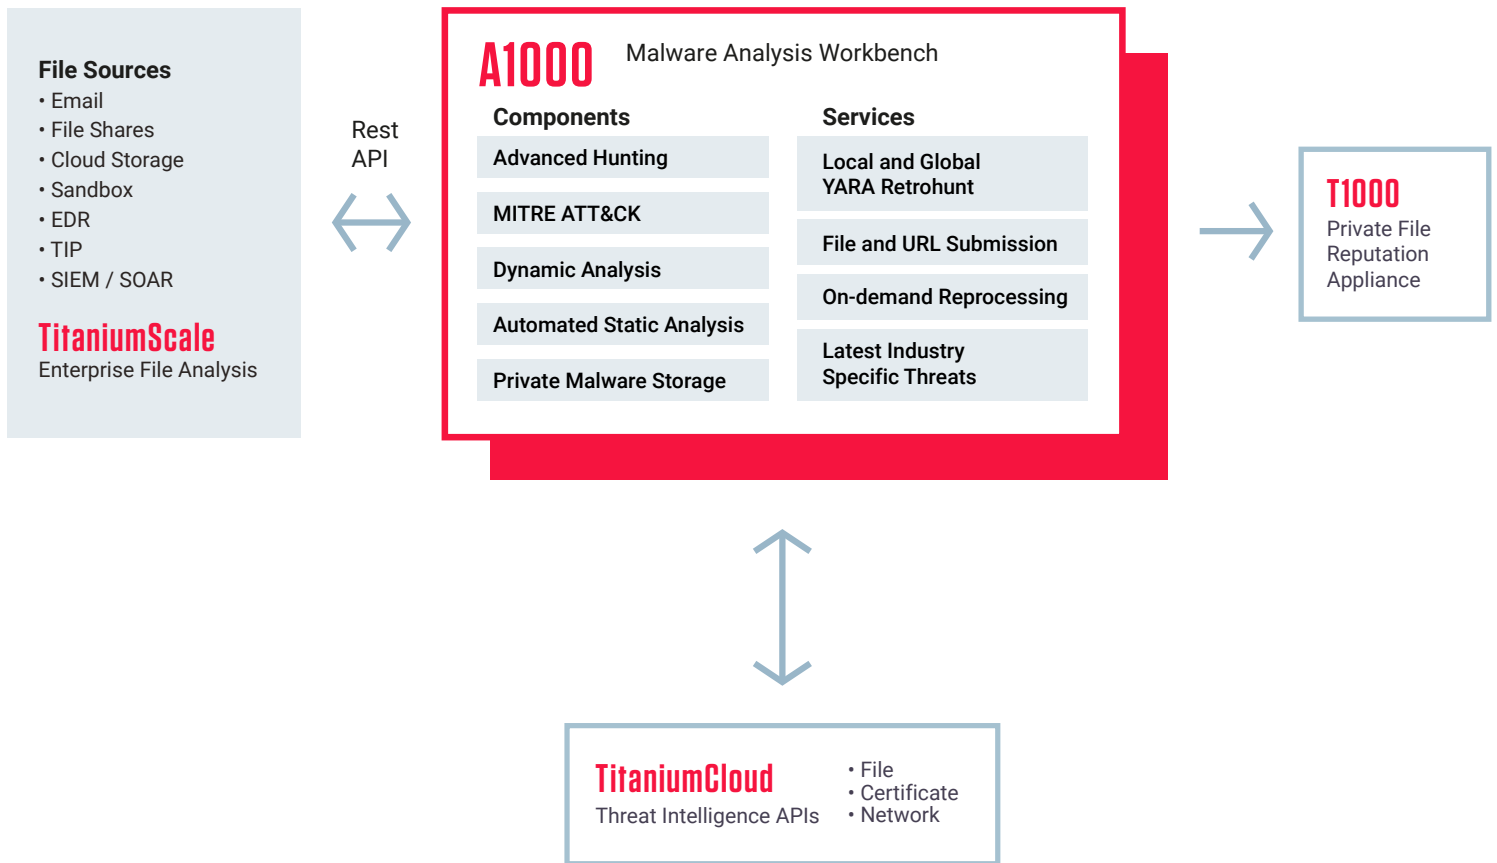 File Sources
• Email
• File Shares
• Cloud Storage
• Sandbox
• EDR
• TIP
• SIEM / SOAR
TitaniumScale
Enterprise File Analysis
Rest
API
A1000
Malware Analysis Workbench
Components
Advanced Hunting
MITRE ATT&CK
Dynamic Analysis
Automated Static Analysis
Private Malware Storage
Services
Local and Global
YARA Retrohunt
File and URL Submission
On-demand Reprocessing
Latest Industry
Specific Threats
T1000
Private File
Reputation
Appliance
TitaniumCloud
Threat Intelligence APIs
• File
• Certificate
• Network